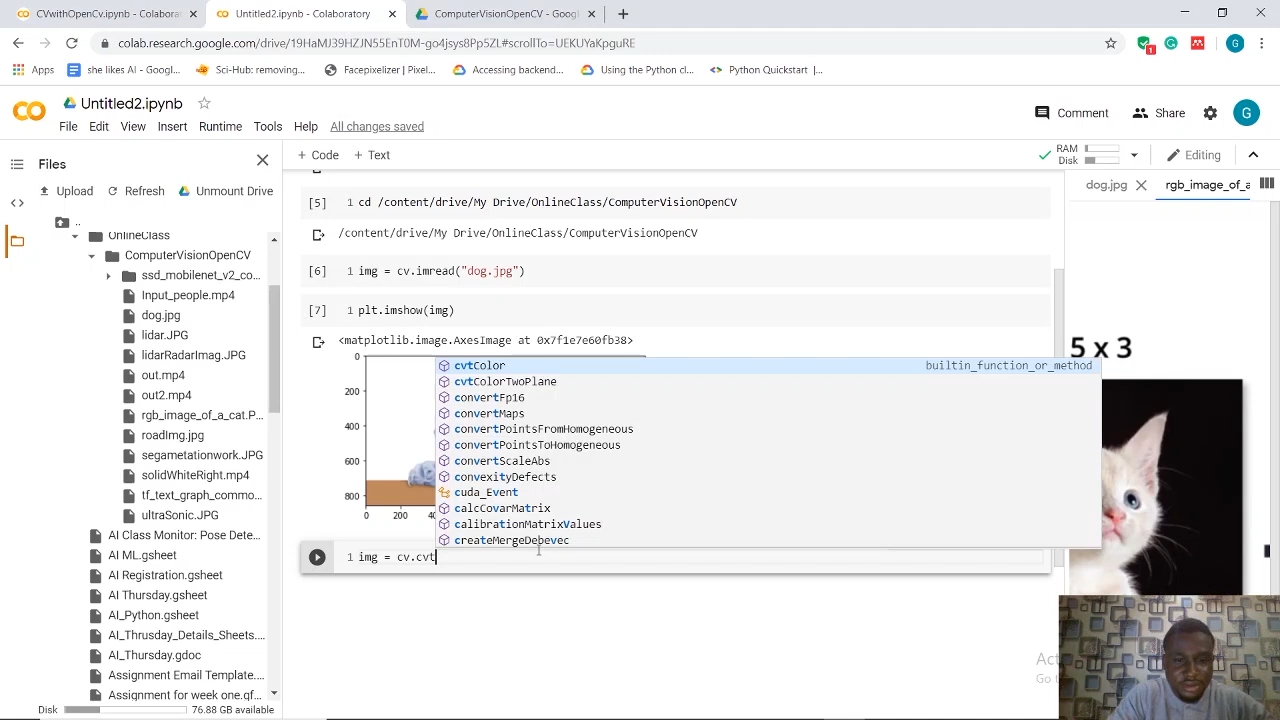 CVwithOpenCv.ipynb - Colaborat
Untitled2.ipynb - Colaboratory
ComputerVisionOpenCV - Googl
colab.research.google.com/drive/19HaMJ39HZJN55EnT0M-go4jsys8Pp52X#scrollTo=UEKUYaKpguRE
Apps
she likes AI - Googl...
Sci-Hub: removing...
Facepixelizer | Pixel...
Accessing backend...
Using the Python cl...
Python Quickstart |...
Untitled2.ipynb
File Edit View Insert Runtime Tools Help All changes saved
Comment
Share
G
Files
Upload
Refresh
Unmount Drive
+ Code + Text
RAM
Disk
Editing
..
OnlineClass
ComputerVisionOpenCV
ssd_mobilenet_v2_co...
Input_people.mp4
dog.jpg
lidar.JPG
lidarRadarImag.JPG
out.mp4
out2.mp4
rgb_image_of_a_cat.P...
roadImg.jpg
segametationwork.JPG
solidWhiteRight.mp4
tf_text_graph_commo...
ultraSonic.JPG
AI Class Monitor: Pose Dete...
AI ML.gsheet
AI Registration.gsheet
AI Thursday.gsheet
AI_Python.gsheet
AI_Thrusday_Details_Sheets....
AI_Thursday.gdoc
Assignment Email Template....
Assignment for week one.gf...
Disk
76.88 GB available
[5] 1 cd /content/drive/My Drive/OnlineClass/ComputerVisionOpenCV
/content/drive/My Drive/OnlineClass/ComputerVisionOpenCV
[6] 1 img = cv.imread("dog.jpg")
[7] 1 plt.imshow(img)
<matplotlib.image.AxesImage at 0x7f1e7e60fb38>
0
200
400
600
800
0 200
cvtColor builtin_function_or_method
cvtColorTwoPlane
convertFp16
convertMaps
convertPointsFromHomogeneous
convertPointsToHomogeneous
convertScaleAbs
convexityDefects
cuda_Event
calcCovarMatrix
calibrationMatrixValues
createMergeDebevec
1 img = cv.cvt
dog.jpg
rgb_image_of_a
5 x 3
Go t